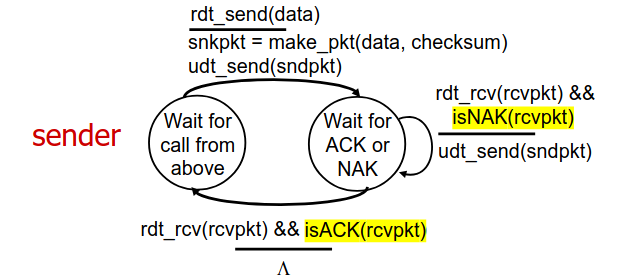 rdt_send(data)
snkpkt = make_pkt(data, checksum)
udt_send(sndpkt)
sender
Wait for
call from
above
Wait for
ACK or
NAK
rdt_rcv(rcvpkt) &&
isNAK(rcvpkt)
udt_send(sndpkt)
rdt_rcv(rcvpkt) && isACK(rcvpkt)
Λ